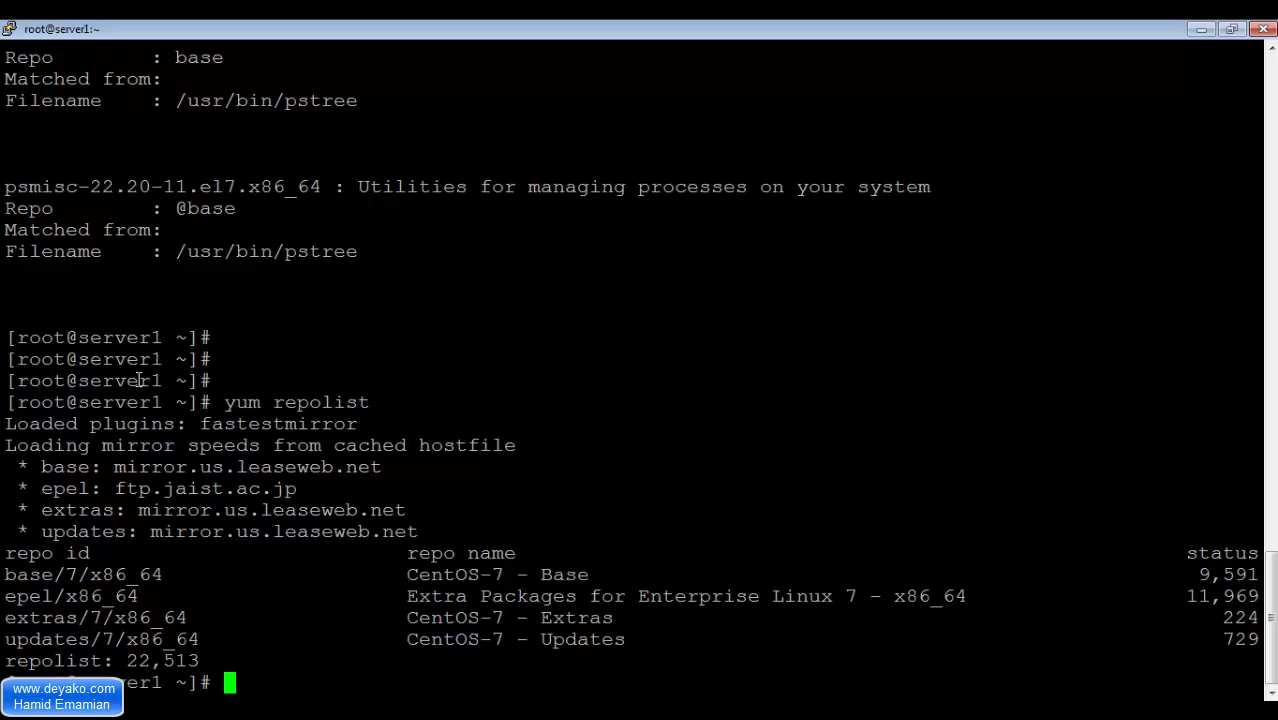 root@server1:~
Repo        : base
Matched from:
Filename    : /usr/bin/pstree
psmisc-22.20-11.el7.x86_64 : Utilities for managing processes on your system
Repo        : @base
Matched from:
Filename    : /usr/bin/pstree
[root@server1 ~]#
[root@server1 ~]#
[root@server1 ~]#
[root@server1 ~]# yum repolist
Loaded plugins: fastestmirror
Loading mirror speeds from cached hostfile
 * base: mirror.us.leaseweb.net
 * epel: ftp.jaist.ac.jp
 * extras: mirror.us.leaseweb.net
 * updates: mirror.us.leaseweb.net
repo id                          repo name                                                      status
base/7/x86_64                    CentOS-7 - Base                                                 9,591
epel/x86_64                      Extra Packages for Enterprise Linux 7 - x86_64                 11,969
extras/7/x86_64                  CentOS-7 - Extras                                                 224
updates/7/x86_64                 CentOS-7 - Updates                                                729
repolist: 22,513
erver1 ~]#
www.deyako.com
Hamid Emamian